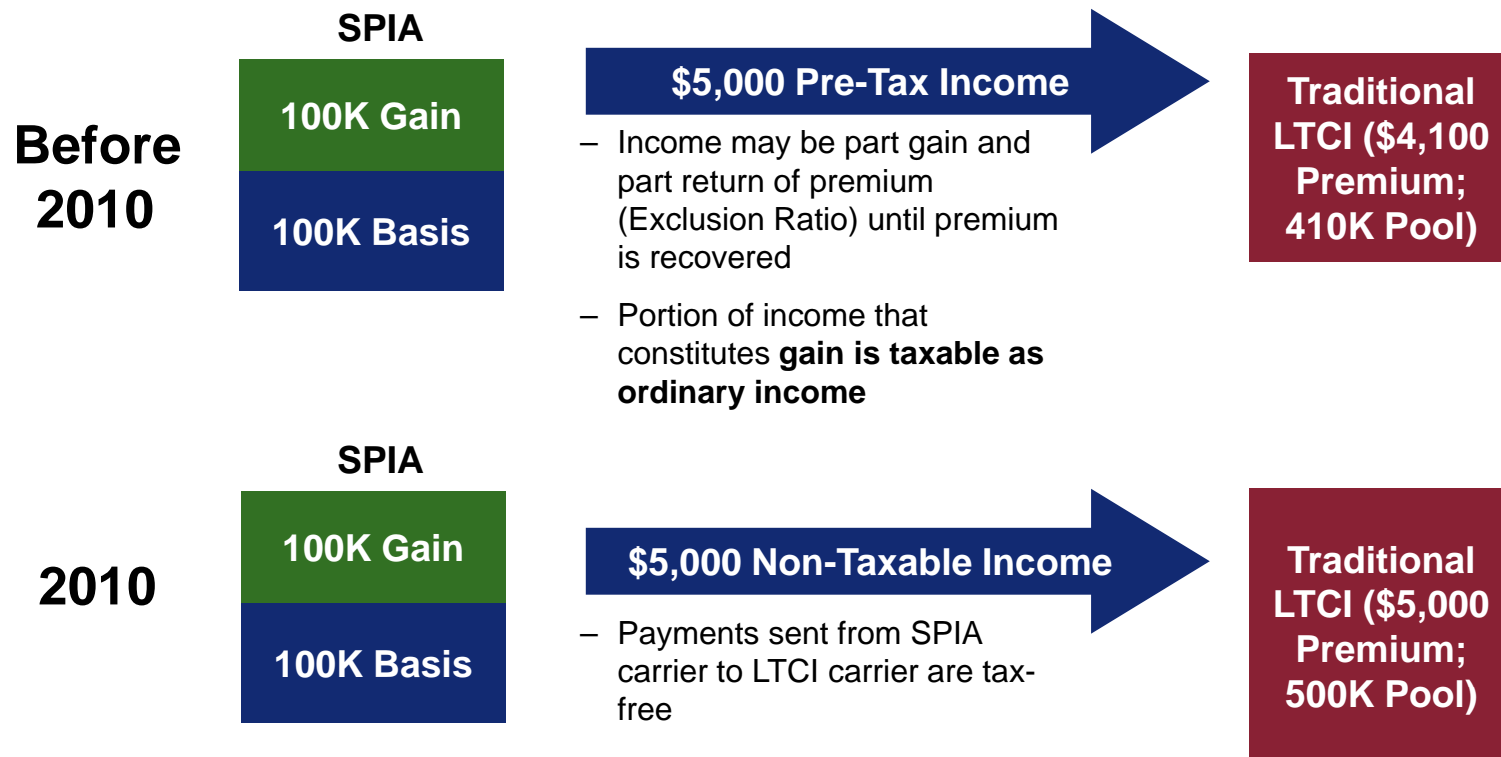 SPIA
Before
2010
100K Gain
100K Basis
$5,000 Pre-Tax Income
– Income may be part gain and
part return of premium
(Exclusion Ratio) until premium
is recovered
– Portion of income that
constitutes gain is taxable as
ordinary income
Traditional
LTCI ($4,100
Premium;
410K Pool)
SPIA
2010
100K Gain
100K Basis
$5,000 Non-Taxable Income
– Payments sent from SPIA
carrier to LTCI carrier are tax-
free
Traditional
LTCI ($5,000
Premium;
500K Pool)